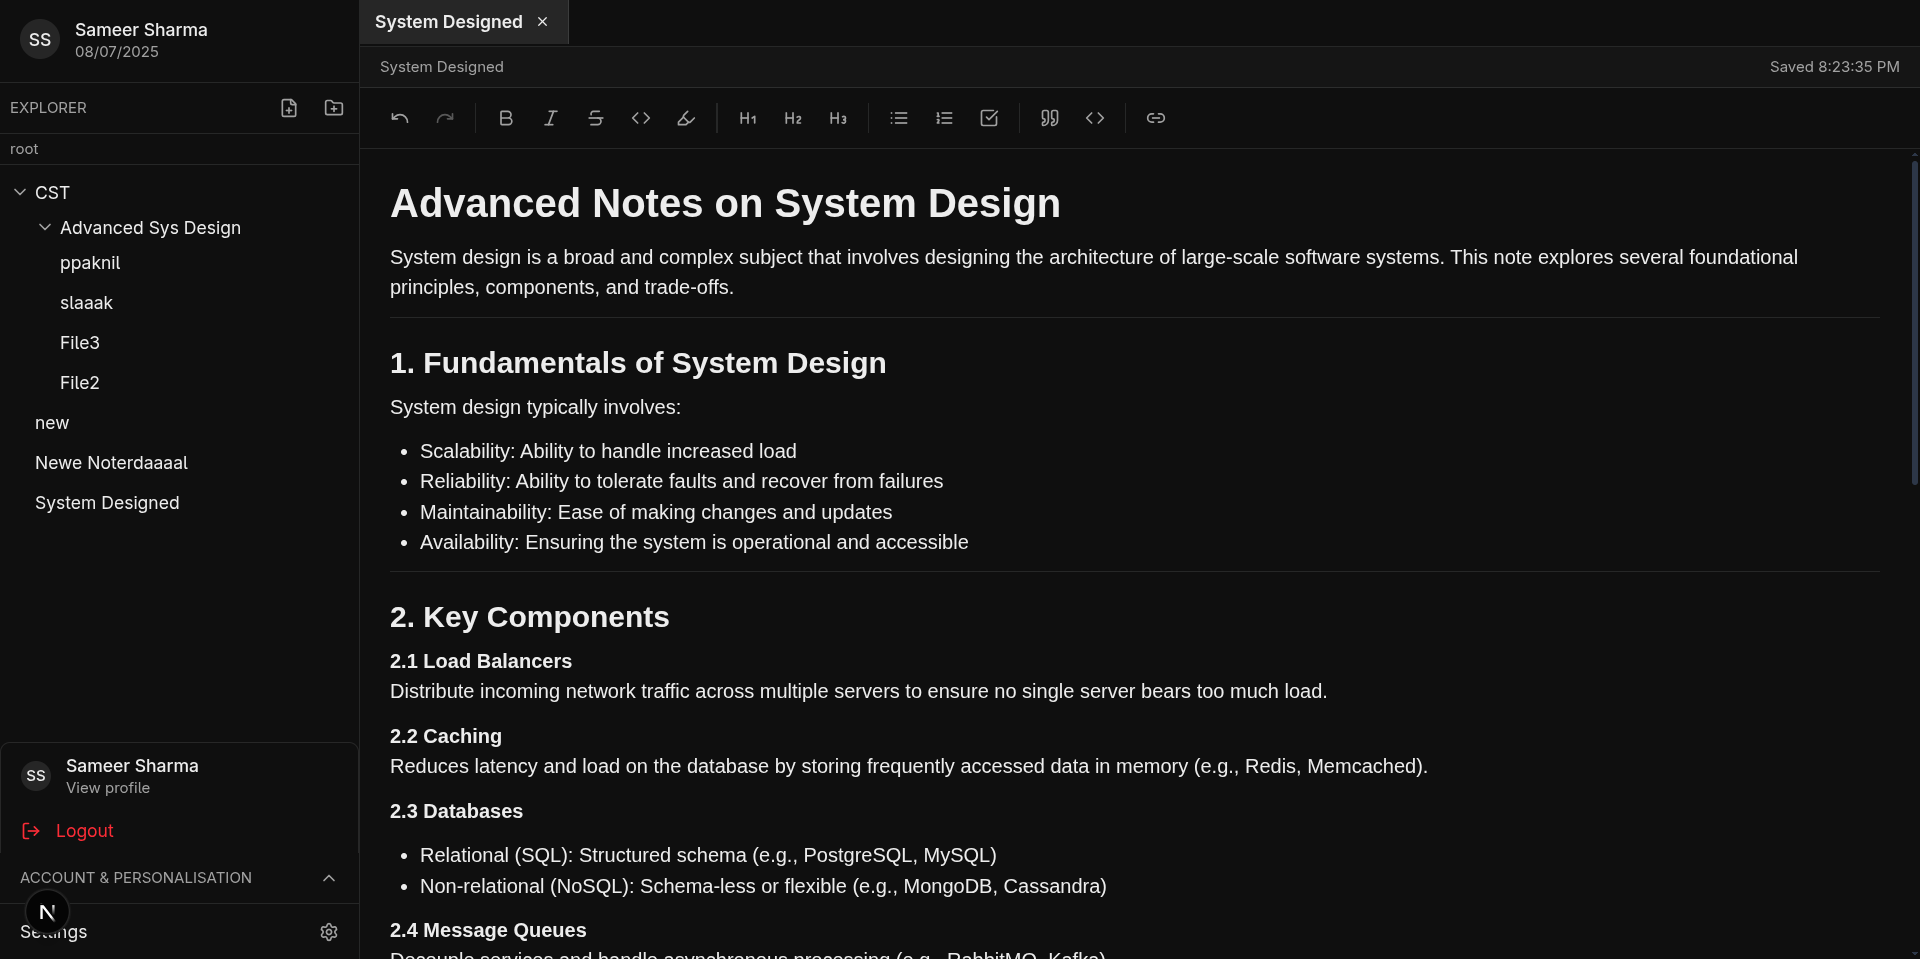 SS
Sameer Sharma
08/07/2025
EXPLORER
root
CST
Advanced Sys Design
ppaknil
slaaak
File3
File2
new
Newe Noterdaaaal
System Designed
SS
Sameer Sharma
View profile
Logout
ACCOUNT & PERSONALISATION
N
Settings
System Designed
System Designed
Saved 8:23:35 PM
B I S H1 H2 H3
Advanced Notes on System Design
System design is a broad and complex subject that involves designing the architecture of large-scale software systems. This note explores several foundational
principles, components, and trade-offs.
1. Fundamentals of System Design
System design typically involves:
• Scalability: Ability to handle increased load
• Reliability: Ability to tolerate faults and recover from failures
• Maintainability: Ease of making changes and updates
• Availability: Ensuring the system is operational and accessible
2. Key Components
2.1 Load Balancers
Distribute incoming network traffic across multiple servers to ensure no single server bears too much load.
2.2 Caching
Reduces latency and load on the database by storing frequently accessed data in memory (e.g., Redis, Memcached).
2.3 Databases
• Relational (SQL): Structured schema (e.g., PostgreSQL, MySQL)
• Non-relational (NoSQL): Schema-less or flexible (e.g., MongoDB, Cassandra)
2.4 Message Queues
Decouple services and handle asynchronous processing (e.g., RabbitMQ, Kafka)